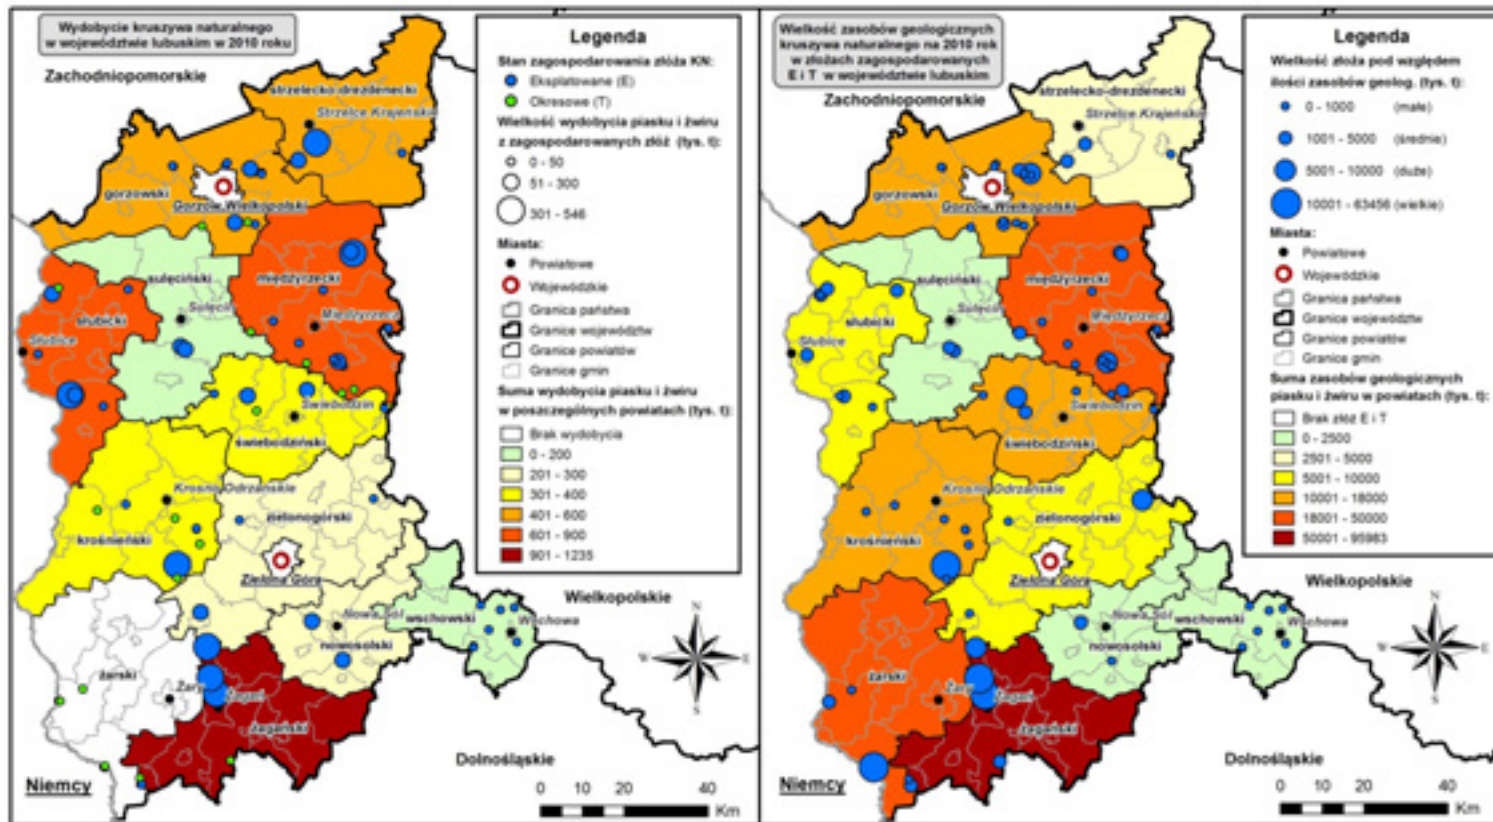 Wydobycie kruszywa naturalnego
w województwie lubuskim w 2010 roku
Zachodniopomorskie
strzelecko-drezdenecki
Strzelce Krajeńskie
gorzowski
Gorzów Wielkopolski
sulęciński
międzyrzecki
Sulęcin
Międzyrzecz
słubicki
Słubice
Świebodzin
świebodziński
Krosno Odrzańskie
zielonogórski
krośnieński
Zielona Góra
Wielkopolskie
Nowa Sól
wschowski
Wschowa
nowosolski
żarski
Żary
Żagań
żagański
Dolnośląskie
Niemcy
0 10 20 40
Km
N
W E
S
Legenda
Stan zagospodarowania złóża KN:
Eksplatowane (E)
Okresowe (T)
Wielkość wydobycia piasku i żwiru
z zagospodarowanych złóż (tys. t):
0 - 50
51 - 300
301 - 546
Miasta:
Powiatowe
Wojewódzkie
Granica państwa
Granice województw
Granice powiatów
Granice gmin
Suma wydobycia piasku i żwiru
w poszczególnych powiatach (tys. t):
Brak wydobycia
0 - 200
201 - 300
301 - 400
401 - 600
601 - 900
901 - 1235
Wielkość zasobów geologicznych
kruszywa naturalnego na 2010 rok
w złożach zagospodarowanych
E i T w województwie lubuskim
Zachodniopomorskie
strzelecko-drezdenecki
Strzelce Krajeńskie
gorzowski
Gorzów Wielkopolski
sulęciński
międzyrzecki
Sulęcin
Międzyrzecz
słubicki
Słubice
Świebodzin
świebodziński
Krosno Odrzańskie
zielonogórski
krośnieński
Zielona Góra
Wielkopolskie
Nowa Sól
wschowski
Wschowa
nowosolski
żarski
Żary
Żagań
żagański
Dolnośląskie
Niemcy
0 10 20 40
Km
N
W E
S
Legenda
Wielkość złoża pod względem
ilości zasobów geolog. (tys. t):
0 - 1000 (małe)
1001 - 5000 (średnie)
5001 - 10000 (duże)
10001 - 63456 (wielkie)
Miasta:
Powiatowe
Wojewódzkie
Granica państwa
Granice województw
Granice powiatów
Granice gmin
Suma zasobów geologicznych
piasku i żwiru w powiatach (tys. t):
Brak złóż E i T
0 - 2500
2501 - 5000
5001 - 10000
10001 - 18000
18001 - 50000
50001 - 95983